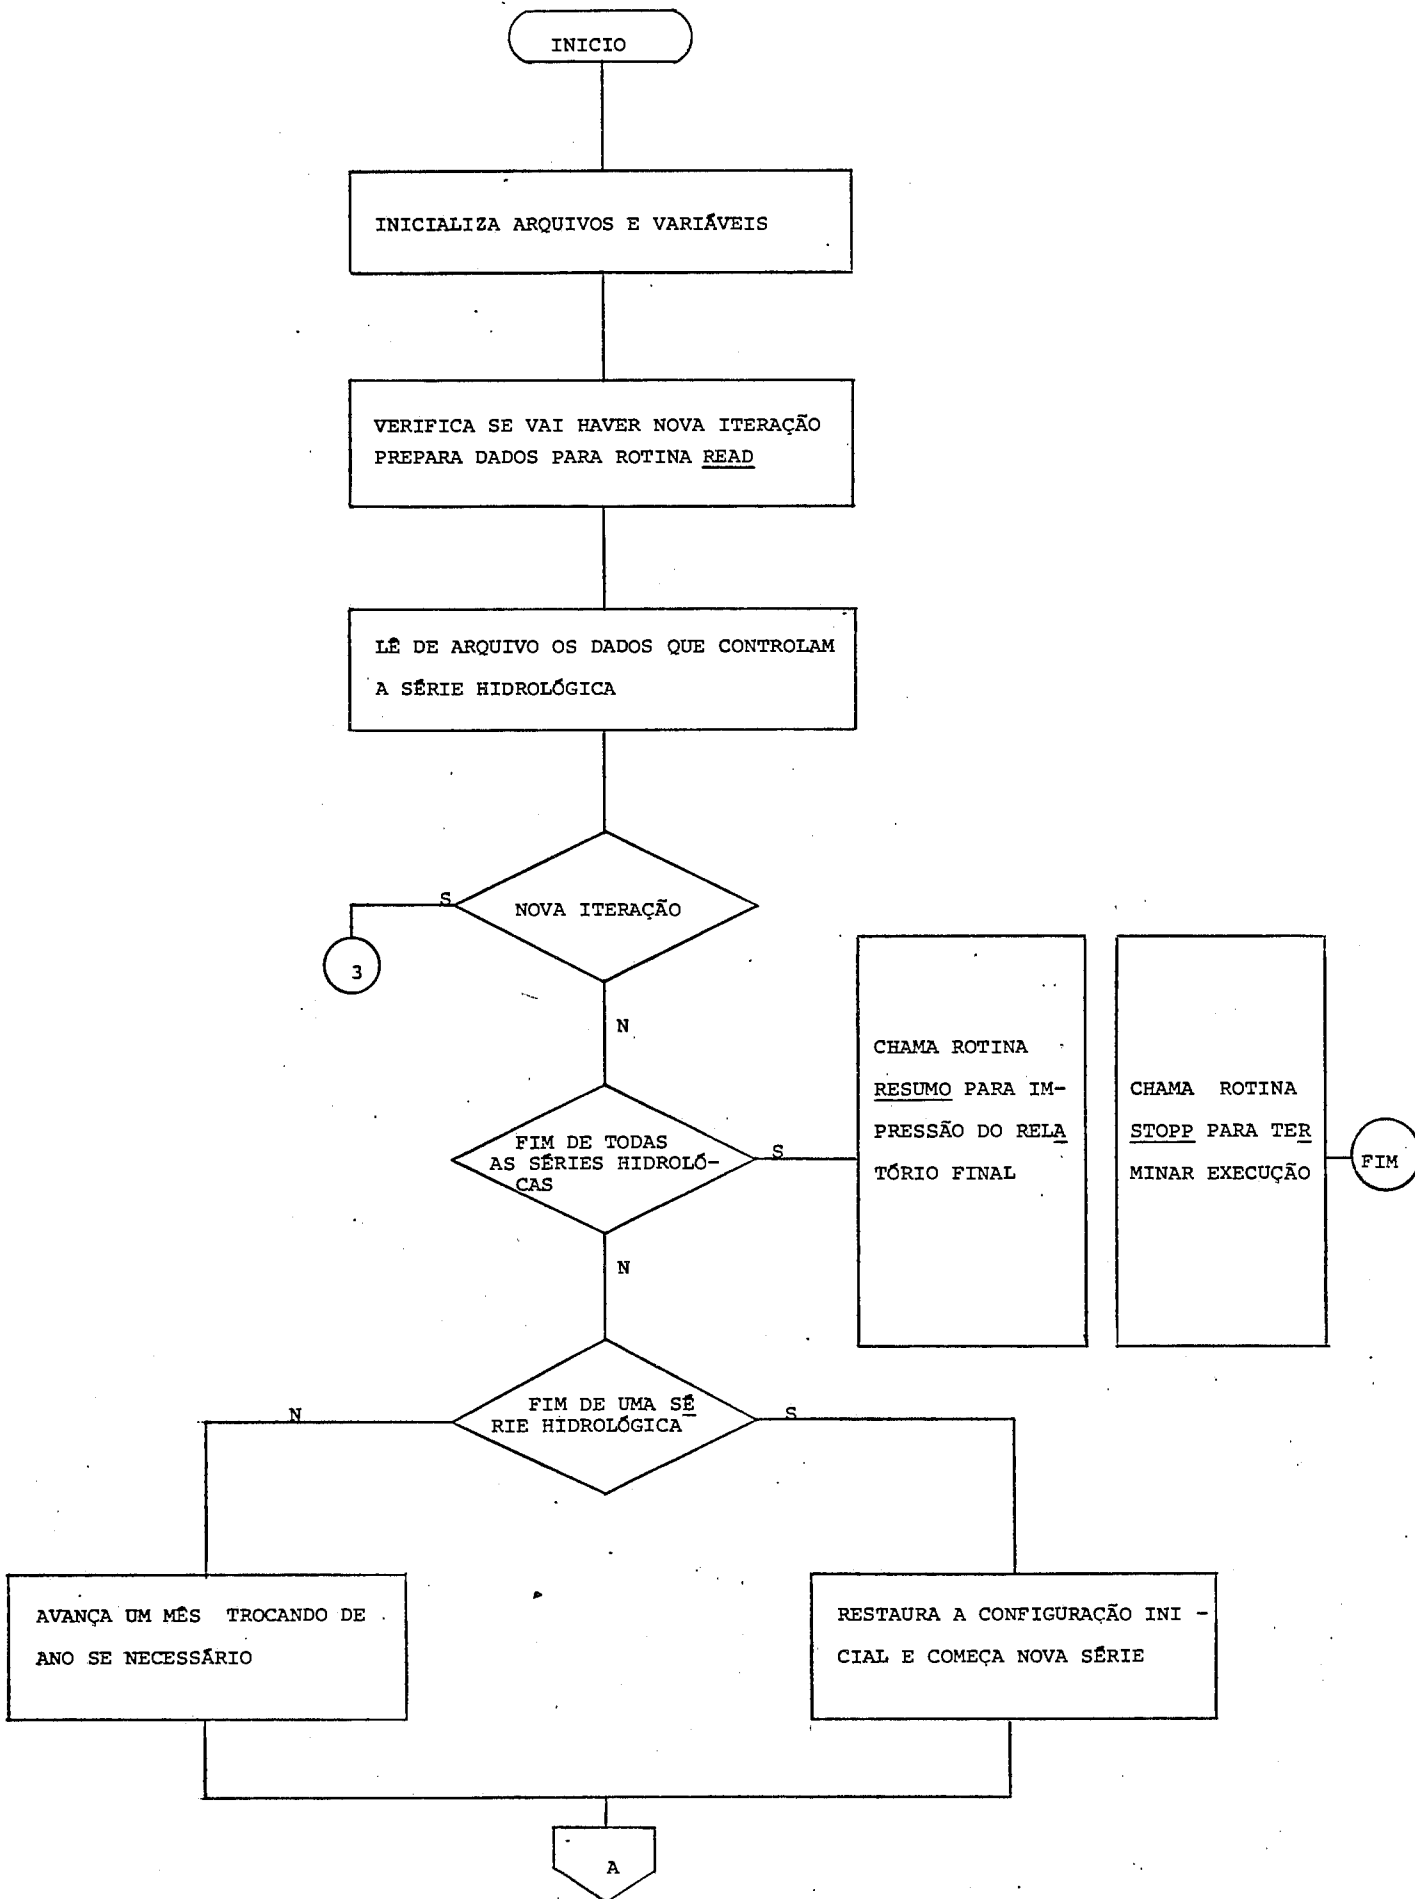 INICIO
INICIALIZA ARQUIVOS E VARIÁVEIS
VERIFICA SE VAI HAVER NOVA ITERAÇÃO
PREPARA DADOS PARA ROTINA READ
LÊ DE ARQUIVO OS DADOS QUE CONTROLAM
A SÉRIE HIDROLÓGICA
S
NOVA ITERAÇÃO
3
N
FIM DE TODAS
AS SÉRIES HIDROLÓ-
CAS
S
CHAMA ROTINA
RESUMO PARA IM-
PRESSÃO DO RELA
TÓRIO FINAL
CHAMA ROTINA
STOPP PARA TER
MINAR EXECUÇÃO
FIM
N
FIM DE UMA SÉ
RIE HIDROLÓGICA
N
S
AVANÇA UM MÊS TROCANDO DE
ANO SE NECESSÁRIO
RESTAURA A CONFIGURAÇÃO INI -
CIAL E COMEÇA NOVA SÉRIE
A